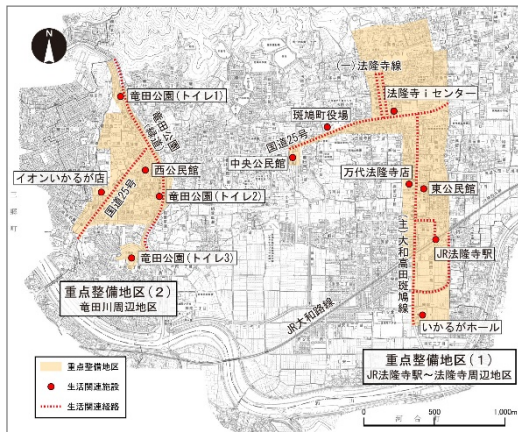 N
(一)法隆寺線
法隆寺iセンター
斑鳩町役場
国道25号
中央公民館
万代法隆寺店
東公民館
(主)大和高田斑鳩線
JR法隆寺駅
いかるがホール
JR大和路線
竜田公園(トイレ1)
竜田公園
緑道
西公民館
イオンいかるが店
国道25号
竜田公園(トイレ2)
竜田公園(トイレ3)
重点整備地区(2)
竜田川周辺地区
重点整備地区(1)
JR法隆寺駅~法隆寺周辺地区
重点整備地区
生活関連施設
生活関連経路
0 500 1,000m